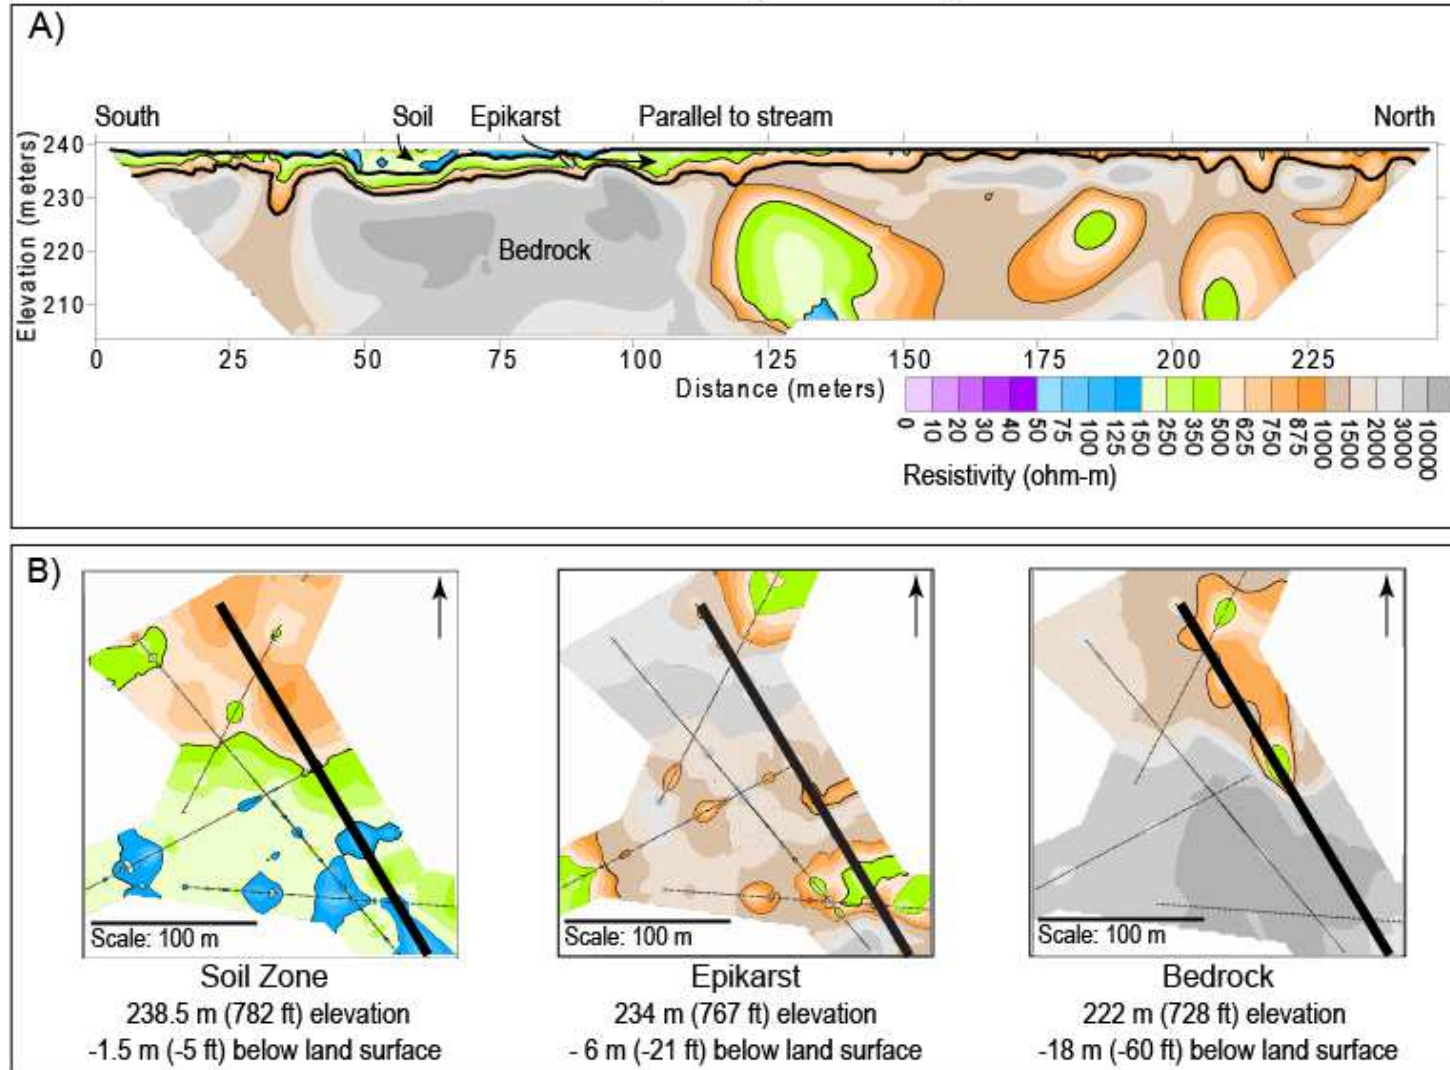 A)
South Soil Epikarst Parallel to stream North
240
230
220
210
Elevation (meters)
Bedrock
0 25 50 75 100 125 150 175 200 225
Distance (meters)
0 10 20 30 40 50 75 100 125 150 250 350 500 625 750 875 1000 1500 2000 3000 10000
Resistivity (ohm-m)
B)
Scale: 100 m
Soil Zone
238.5 m (782 ft) elevation
-1.5 m (-5 ft) below land surface
Scale: 100 m
Epikarst
234 m (767 ft) elevation
- 6 m (-21 ft) below land surface
Scale: 100 m
Bedrock
222 m (728 ft) elevation
-18 m (-60 ft) below land surface